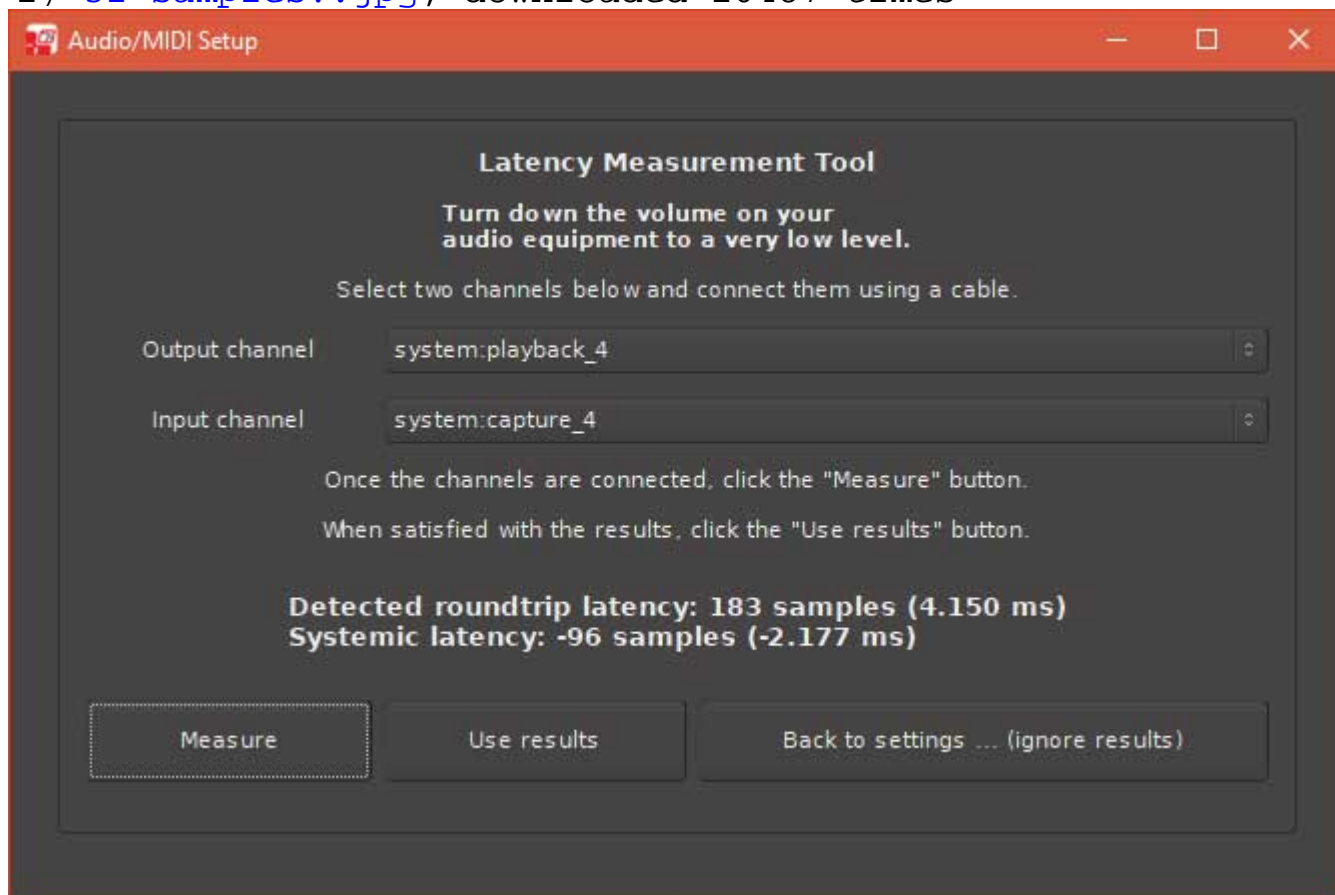 Audio/MIDI Setup
Latency Measurement Tool
Turn down the volume on your
audio equipment to a very low level.
Select two channels below and connect them using a cable.
Output channel system:playback_4
Input channel system:capture_4
Once the channels are connected, click the "Measure" button.
When satisfied with the results, click the "Use results" button.
Detected roundtrip latency: 183 samples (4.150 ms)
Systemic latency: -96 samples (-2.177 ms)
Measure Use results Back to settings ... (ignore results)